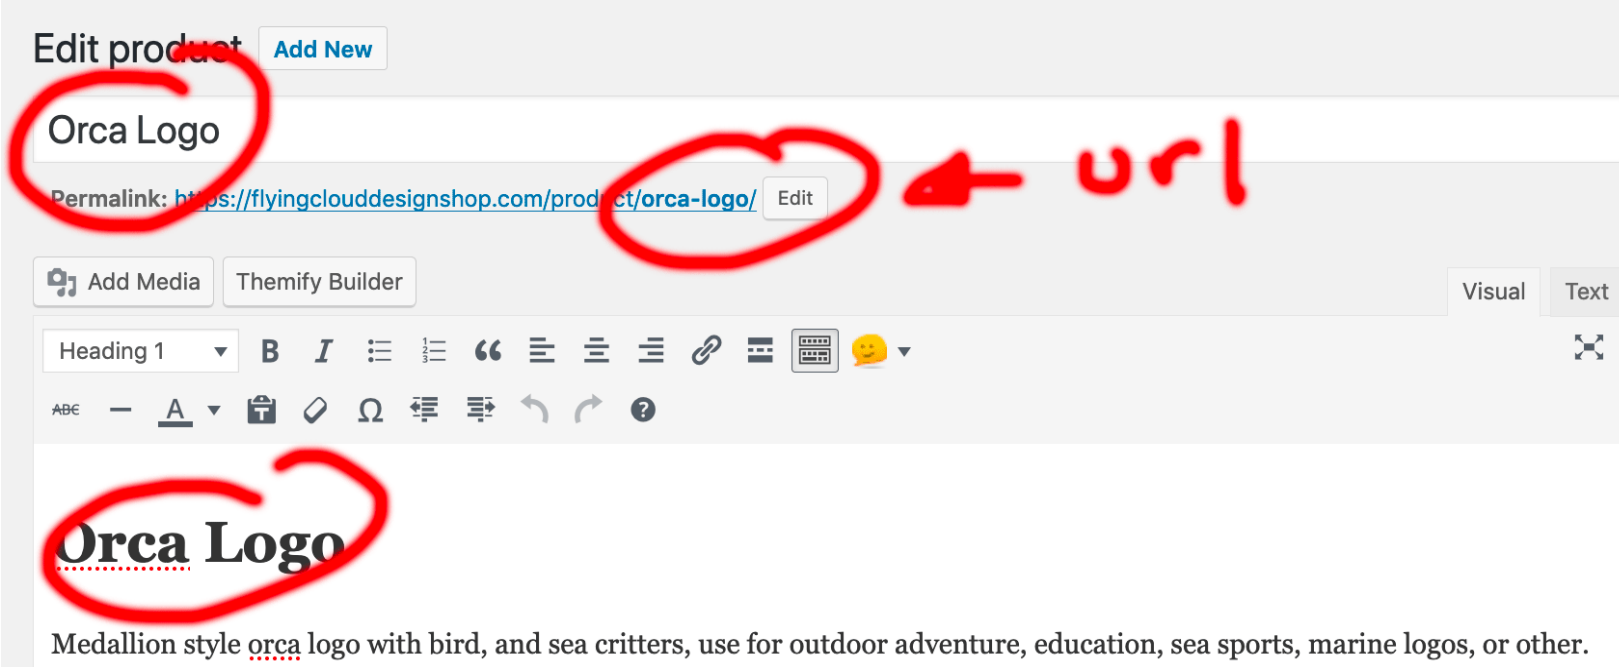 Edit product Add New
Orca Logo
Permalink: https://flyingclouddesignshop.com/product/orca-logo/ Edit
url
Add Media Themify Builder
Visual Text
Heading 1 B I
ABC A Ω ?
Orca Logo
Medallion style orca logo with bird, and sea critters, use for outdoor adventure, education, sea sports, marine logos, or other.